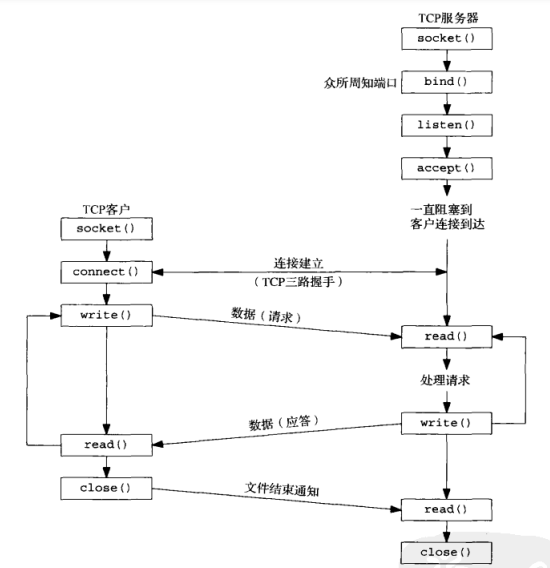 TCP服务器
socket()
众所周知端口
bind()
listen()
accept()
一直阻塞到
客户连接到达
TCP客户
socket()
connect()
连接建立
（TCP三路握手）
write()
数据（请求）
read()
处理请求
write()
数据（应答）
read()
close()
文件结束通知
read()
close()